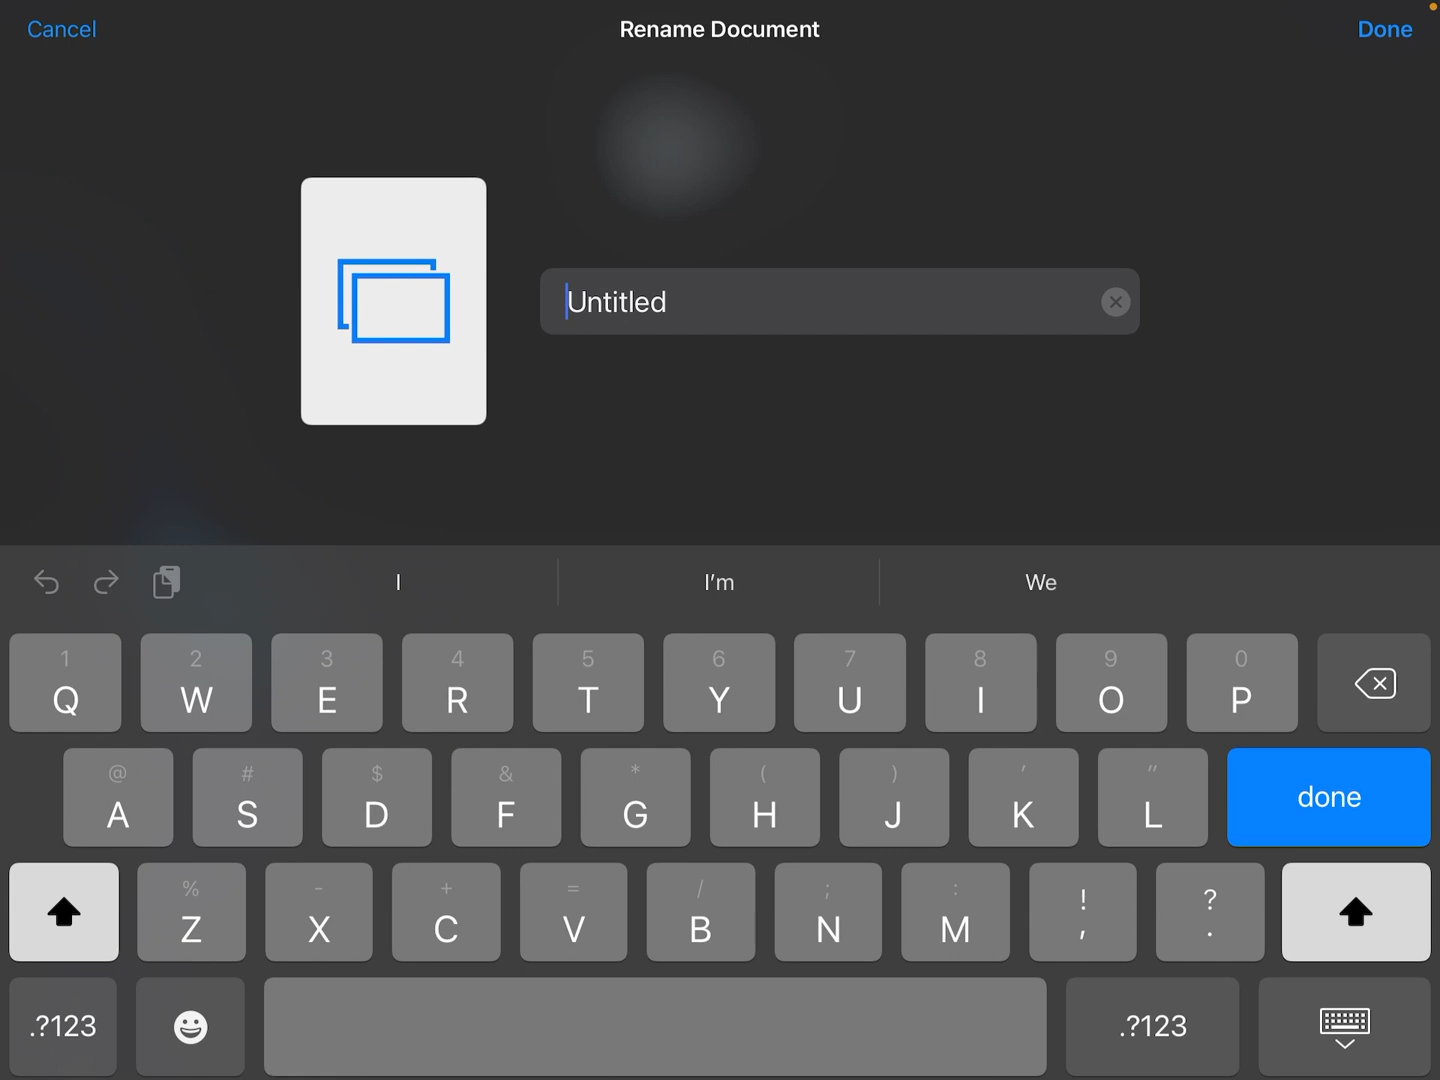 Cancel Rename Document Done
Untitled
I I'm We
1 2 3 4 5 6 7 8 9 0
Q W E R T Y U I O P
@ # $ & * ( ) ' "
A S D F G H J K L done
% - + = / ; : ! ?
Z X C V B N M , .
.?123 .?123